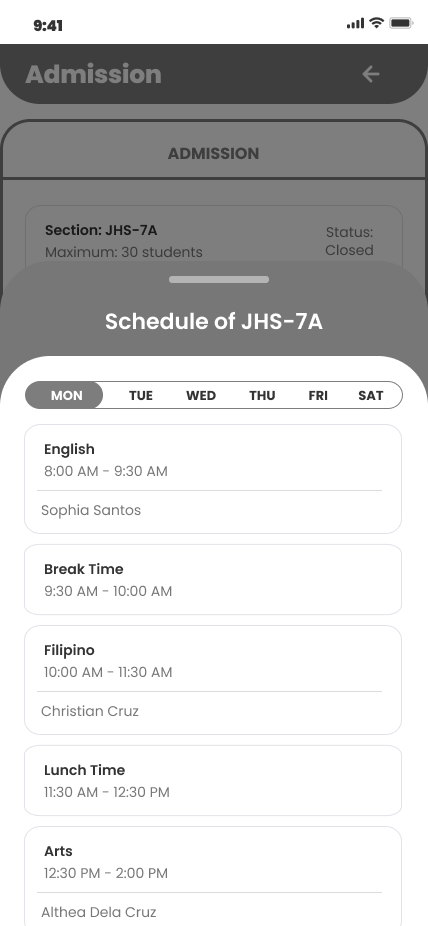 9:41
Admission
ADMISSION
Section: JHS-7A
Status:
Maximum: 30 students
Closed
Schedule of JHS-7A
MON TUE WED THU FRI SAT
English
8:00 AM - 9:30 AM
Sophia Santos
Break Time
9:30 AM - 10:00 AM
Filipino
10:00 AM - 11:30 AM
Christian Cruz
Lunch Time
11:30 AM - 12:30 PM
Arts
12:30 PM - 2:00 PM
Althea Dela Cruz